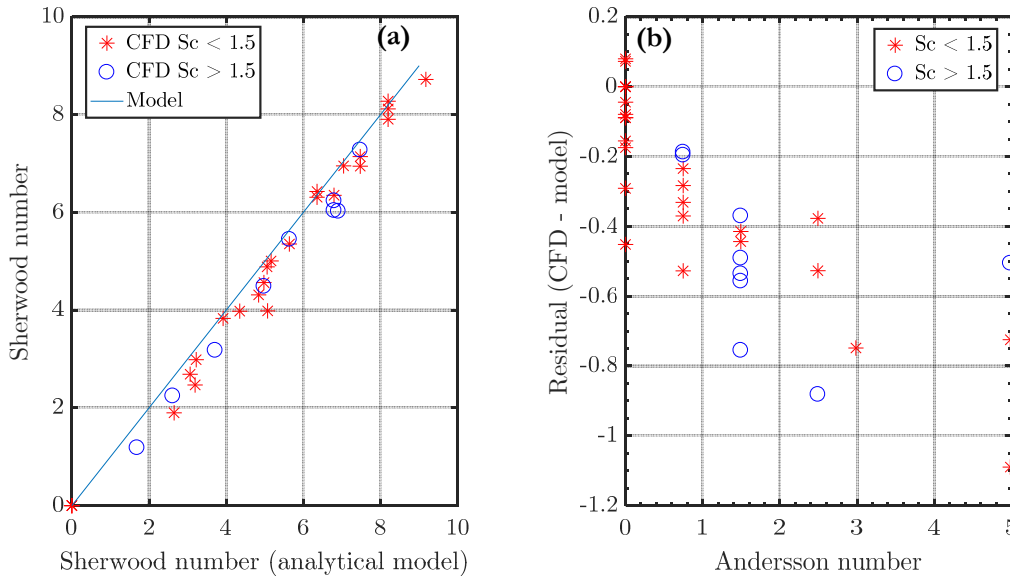 10
8
6
4
2
0
Sherwood number
CFD Sc < 1.5
CFD Sc > 1.5
Model
(a)
0 2 4 6 8 10
Sherwood number (analytical model)
0.2
0
-0.2
-0.4
-0.6
-0.8
-1
-1.2
Residual (CFD - model)
(b)
Sc < 1.5
Sc > 1.5
0 1 2 3 4 5
Andersson number